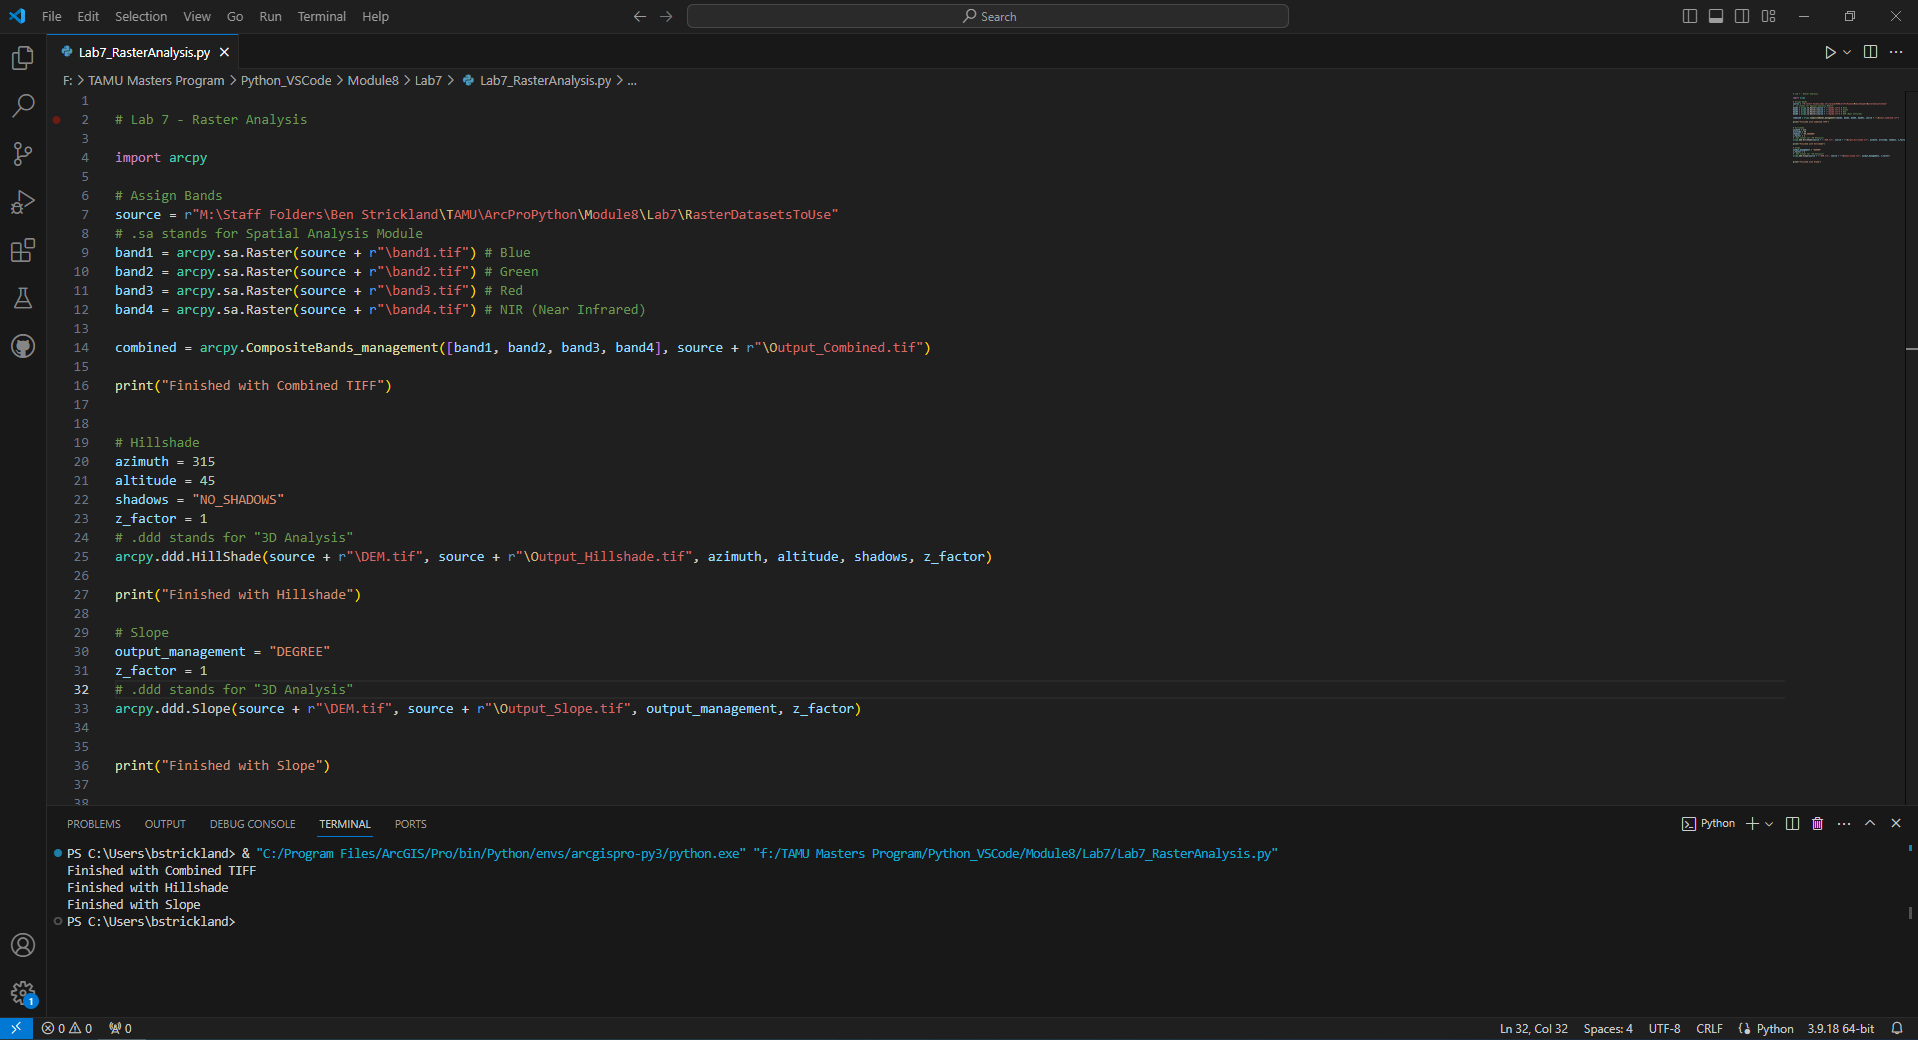 File Edit Selection View Go Run Terminal Help
Search
Lab7_RasterAnalysis.py
F: > TAMU Masters Program > Python_VSCode > Module8 > Lab7 > Lab7_RasterAnalysis.py > ...
1
2 # Lab 7 - Raster Analysis
3
4 import arcpy
5
6 # Assign Bands
7 source = r"M:\Staff Folders\Ben Strickland\TAMU\ArcProPython\Module8\Lab7\RasterDatasetsToUse"
8 # .sa stands for Spatial Analysis Module
9 band1 = arcpy.sa.Raster(source + r"\band1.tif") # Blue
10 band2 = arcpy.sa.Raster(source + r"\band2.tif") # Green
11 band3 = arcpy.sa.Raster(source + r"\band3.tif") # Red
12 band4 = arcpy.sa.Raster(source + r"\band4.tif") # NIR (Near Infrared)
13
14 combined = arcpy.CompositeBands_management([band1, band2, band3, band4], source + r"\Output_Combined.tif")
15
16 print("Finished with Combined TIFF")
17
18
19 # Hillshade
20 azimuth = 315
21 altitude = 45
22 shadows = "NO_SHADOWS"
23 z_factor = 1
24 # .ddd stands for "3D Analysis"
25 arcpy.ddd.HillShade(source + r"\DEM.tif", source + r"\Output_Hillshade.tif", azimuth, altitude, shadows, z_factor)
26
27 print("Finished with Hillshade")
28
29 # Slope
30 output_management = "DEGREE"
31 z_factor = 1
32 # .ddd stands for "3D Analysis"
33 arcpy.ddd.Slope(source + r"\DEM.tif", source + r"\Output_Slope.tif", output_management, z_factor)
34
35
36 print("Finished with Slope")
37
38
PROBLEMS OUTPUT DEBUG CONSOLE TERMINAL PORTS
Python
PS C:\Users\bstrickland> & "C:/Program Files/ArcGIS/Pro/bin/Python/envs/arcgispro-py3/python.exe" "f:/TAMU Masters Program/Python_VSCode/Module8/Lab7/Lab7_RasterAnalysis.py"
Finished with Combined TIFF
Finished with Hillshade
Finished with Slope
PS C:\Users\bstrickland>
1
0 0 0
Ln 32, Col 32 Spaces: 4 UTF-8 CRLF Python 3.9.18 64-bit